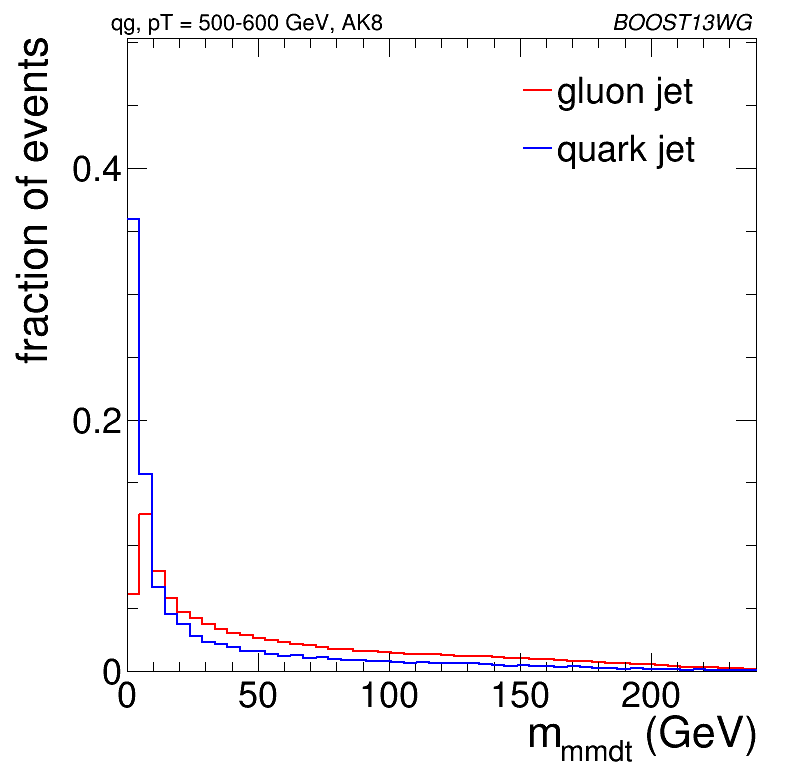 qg, pT = 500-600 GeV, AK8
BOOST13WG
fraction of events
gluon jet
quark jet
0.4
0.2
0
0 50 100 150 200
m_mmdt (GeV)